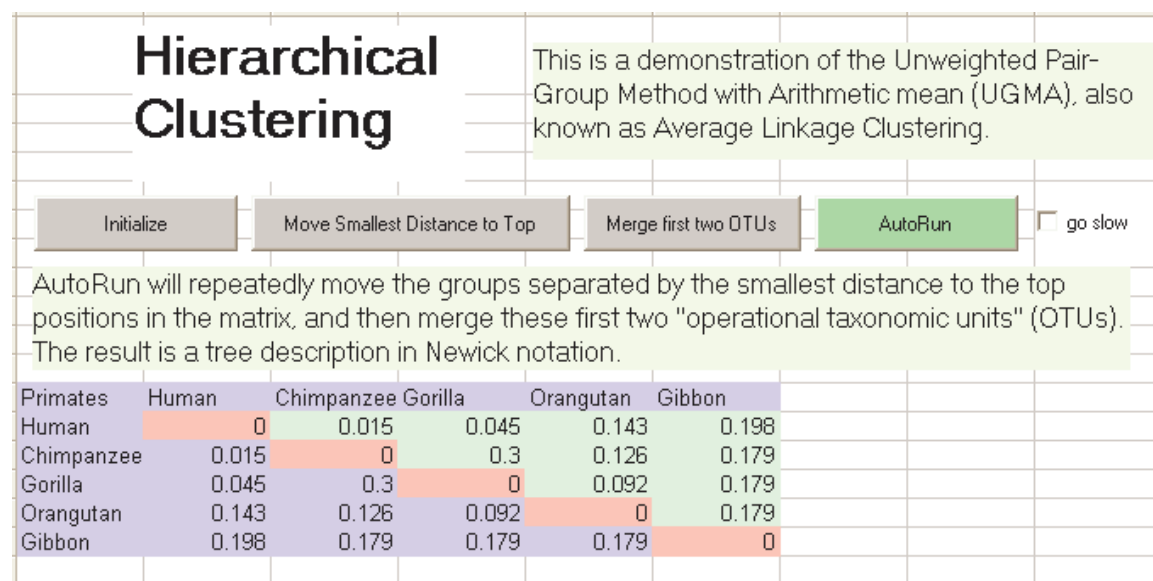 Hierarchical
Clustering
This is a demonstration of the Unweighted Pair-
Group Method with Arithmetic mean (UGMA), also
known as Average Linkage Clustering.
Initialize Move Smallest Distance to Top Merge first two OTUs AutoRun go slow
AutoRun will repeatedly move the groups separated by the smallest distance to the top
positions in the matrix, and then merge these first two "operational taxonomic units" (OTUs).
The result is a tree description in Newick notation.
Primates Human Chimpanzee Gorilla Orangutan Gibbon
Human 0 0.015 0.045 0.143 0.198
Chimpanzee 0.015 0 0.3 0.126 0.179
Gorilla 0.045 0.3 0 0.092 0.179
Orangutan 0.143 0.126 0.092 0 0.179
Gibbon 0.198 0.179 0.179 0.179 0